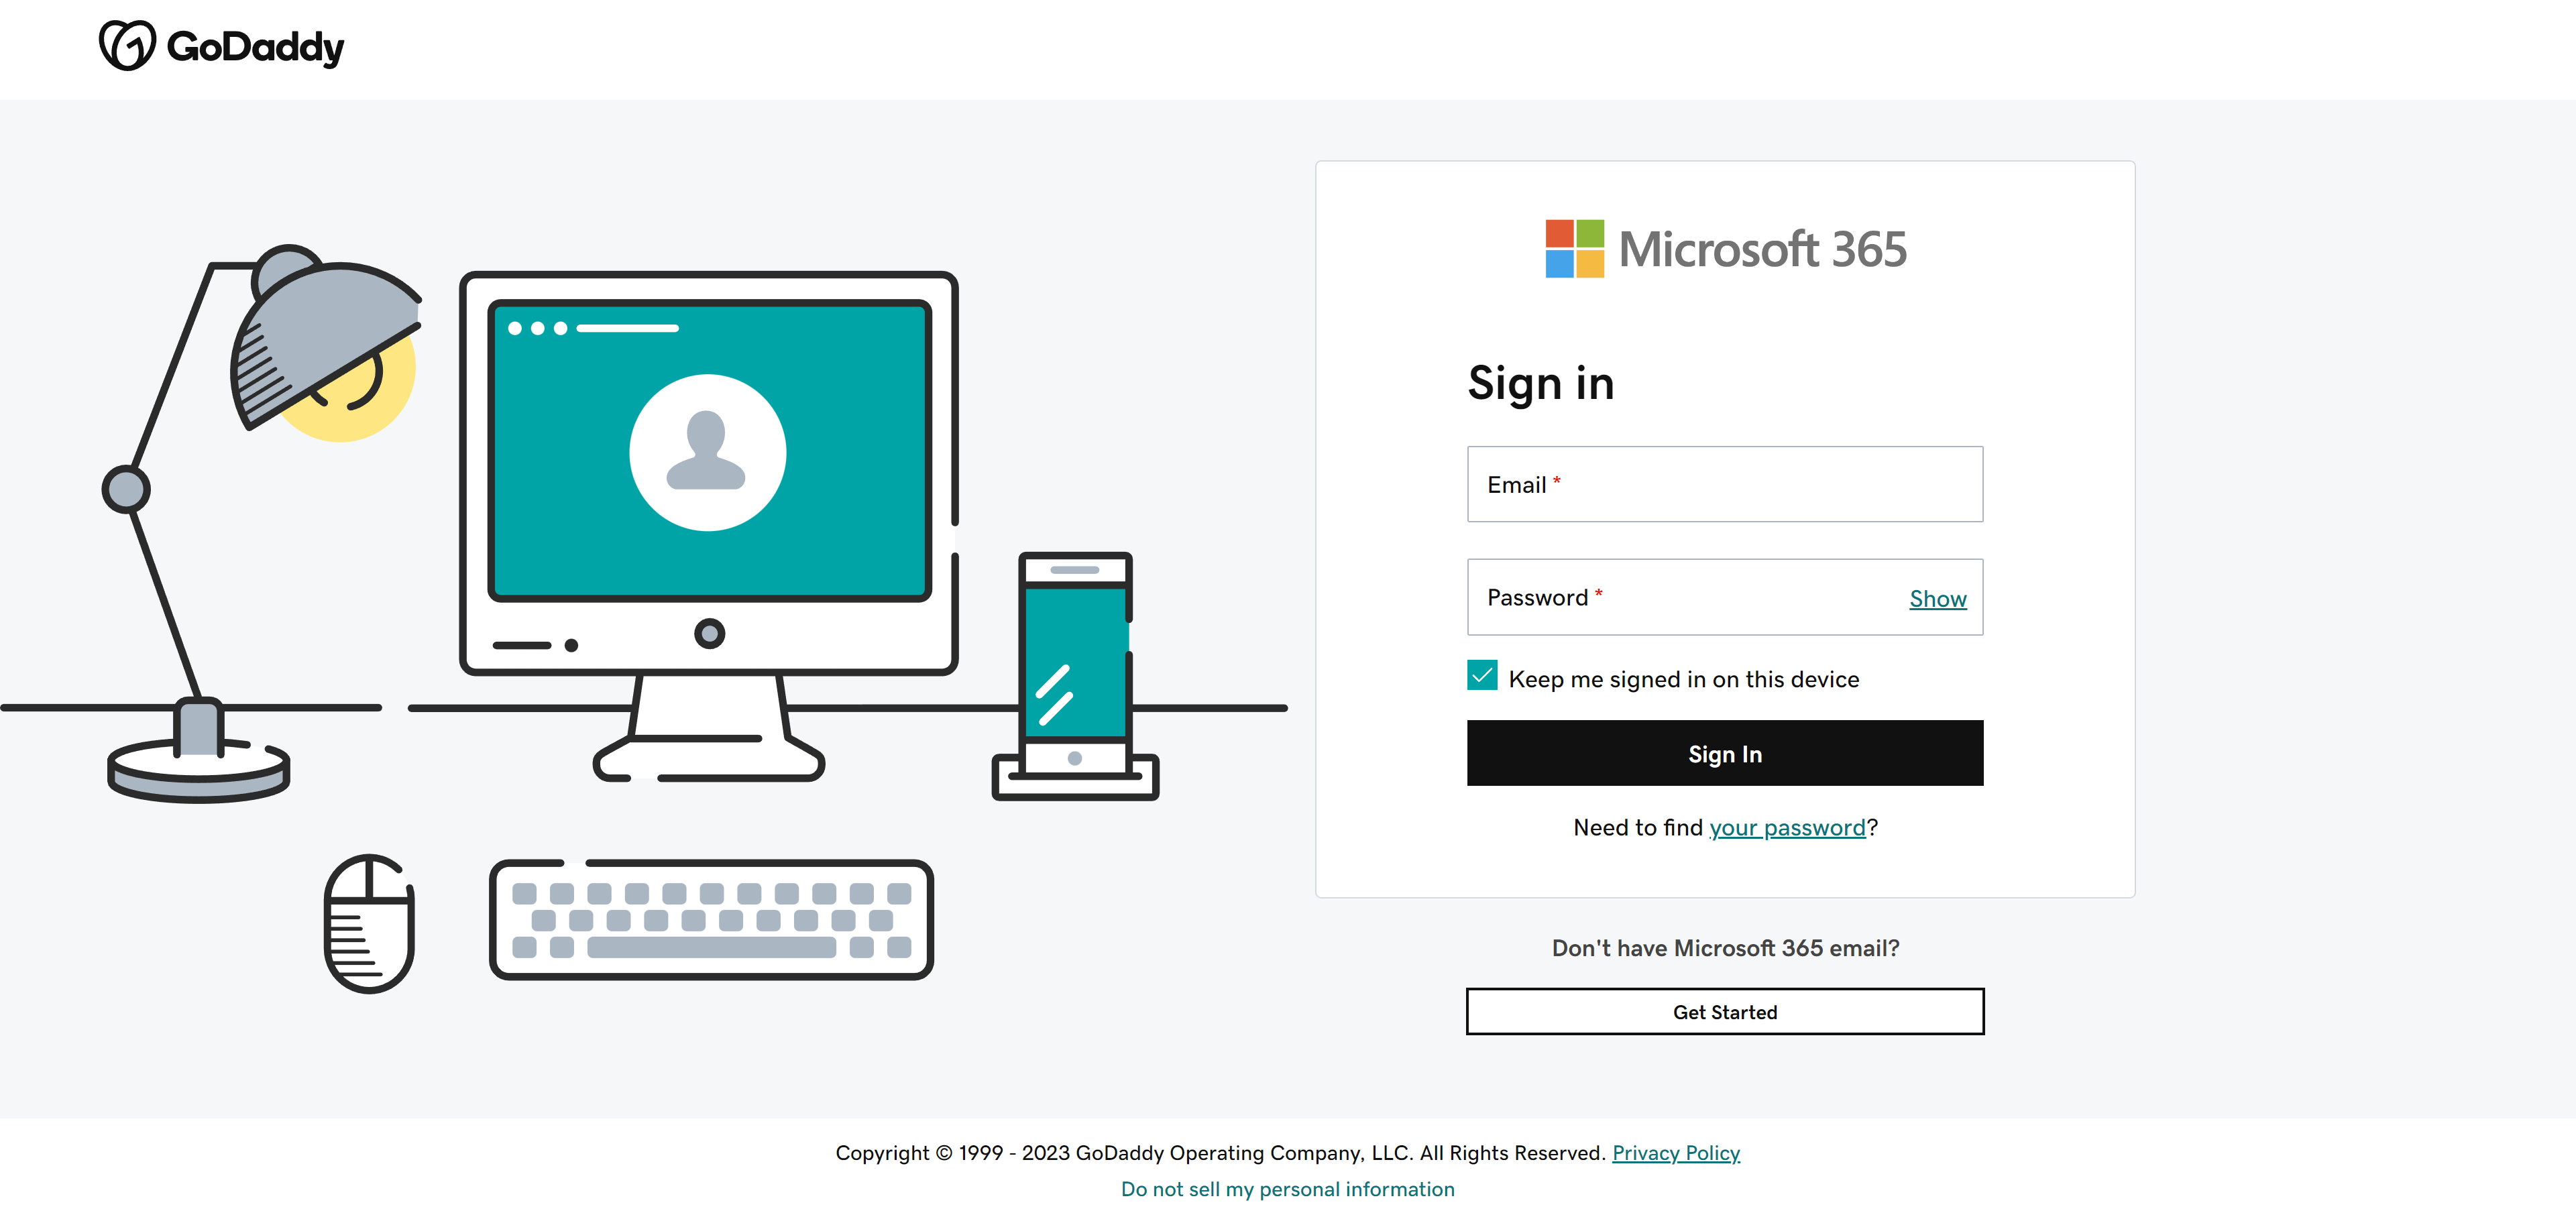 GoDaddy
Microsoft 365
Sign in
Email *
Password *
Show
Keep me signed in on this device
Sign In
Need to find your password?
Don't have Microsoft 365 email?
Get Started
Copyright © 1999 - 2023 GoDaddy Operating Company, LLC. All Rights Reserved. Privacy Policy
Do not sell my personal information